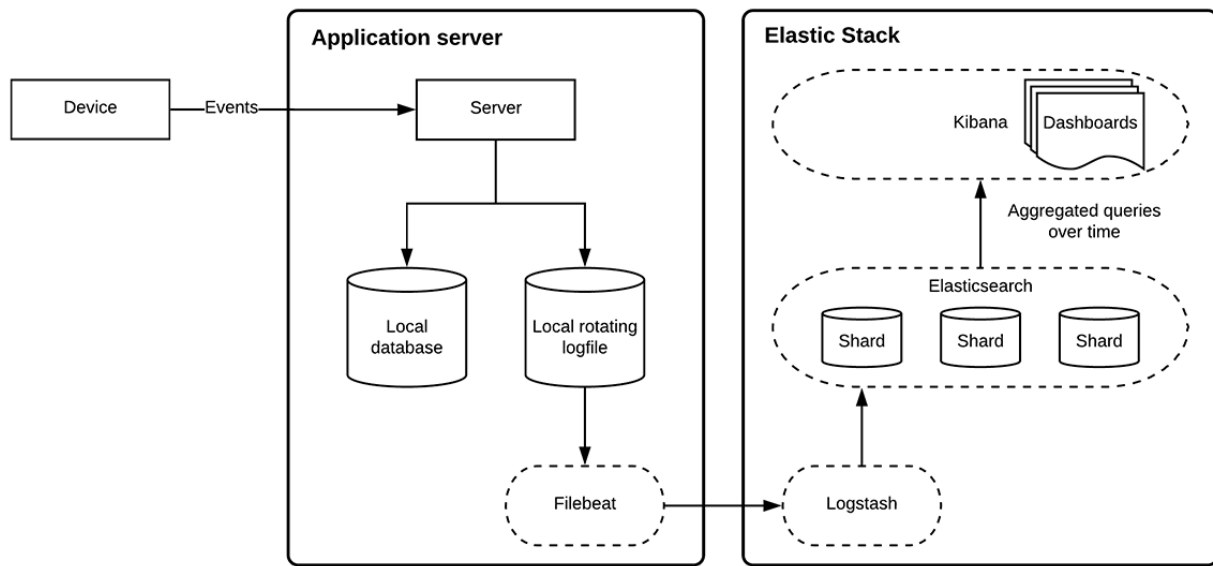 Application server
Elastic Stack
Device
Events
Server
Kibana
Dashboards
Aggregated queries
over time
Elasticsearch
Local
database
Local rotating
logfile
Shard
Shard
Shard
Filebeat
Logstash